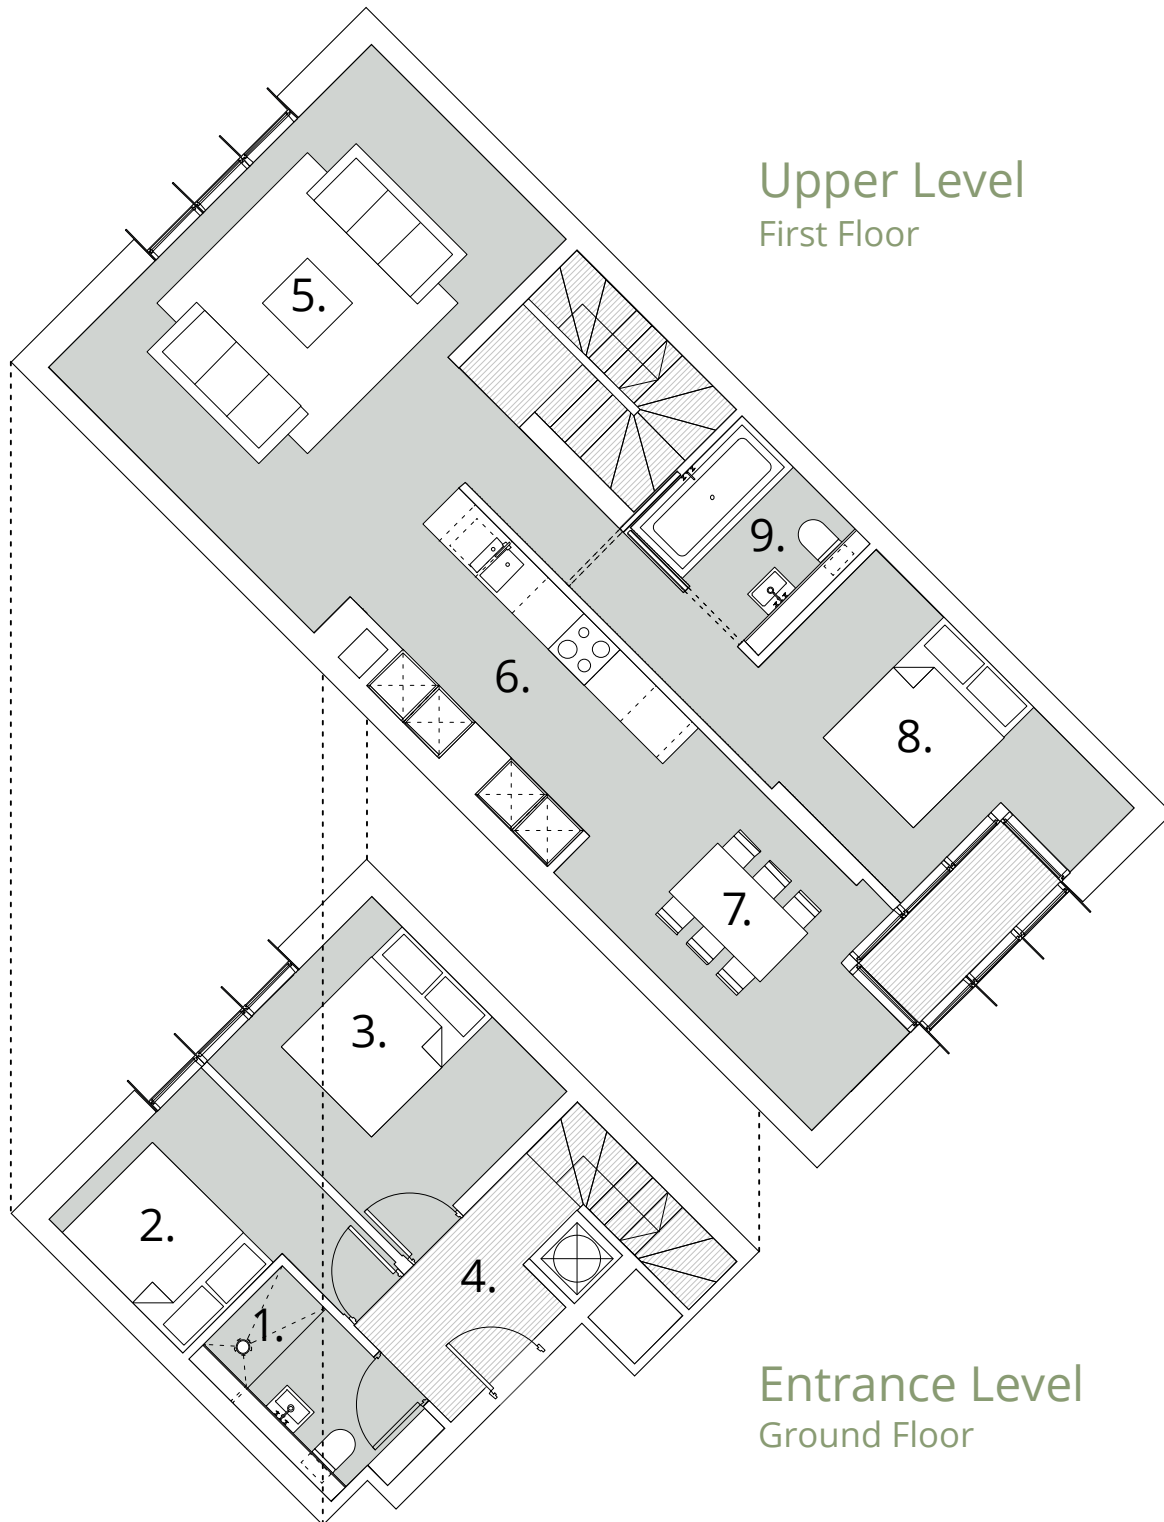 Upper Level
First Floor
5.
9.
6.
8.
7.
3.
2.
4.
1.
Entrance Level
Ground Floor